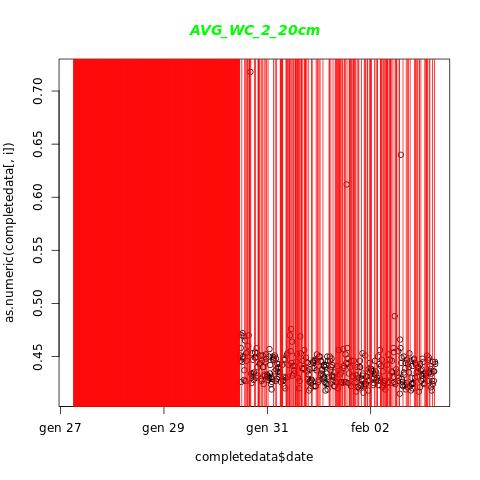 AVG_WC_2_20cm
as.numeric(completedata[, i])
0.70
0.65
0.60
0.55
0.50
0.45
gen 27
gen 29
gen 31
feb 02
completedata$date